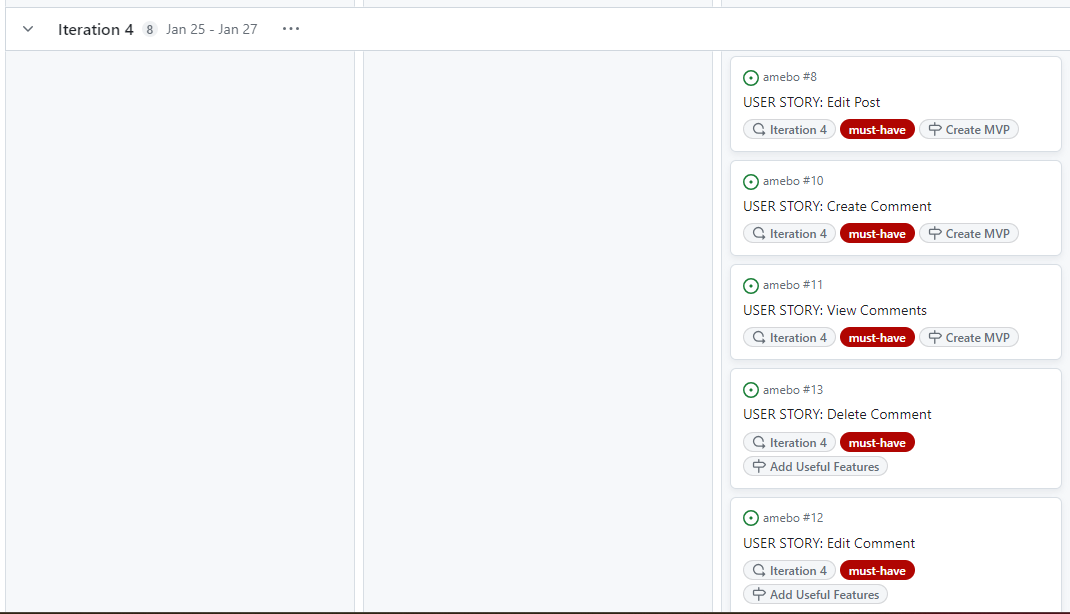 Iteration 4 8 Jan 25 - Jan 27 ...
amebo #8
USER STORY: Edit Post
Iteration 4 must-have Create MVP
amebo #10
USER STORY: Create Comment
Iteration 4 must-have Create MVP
amebo #11
USER STORY: View Comments
Iteration 4 must-have Create MVP
amebo #13
USER STORY: Delete Comment
Iteration 4 must-have
Add Useful Features
amebo #12
USER STORY: Edit Comment
Iteration 4 must-have
Add Useful Features